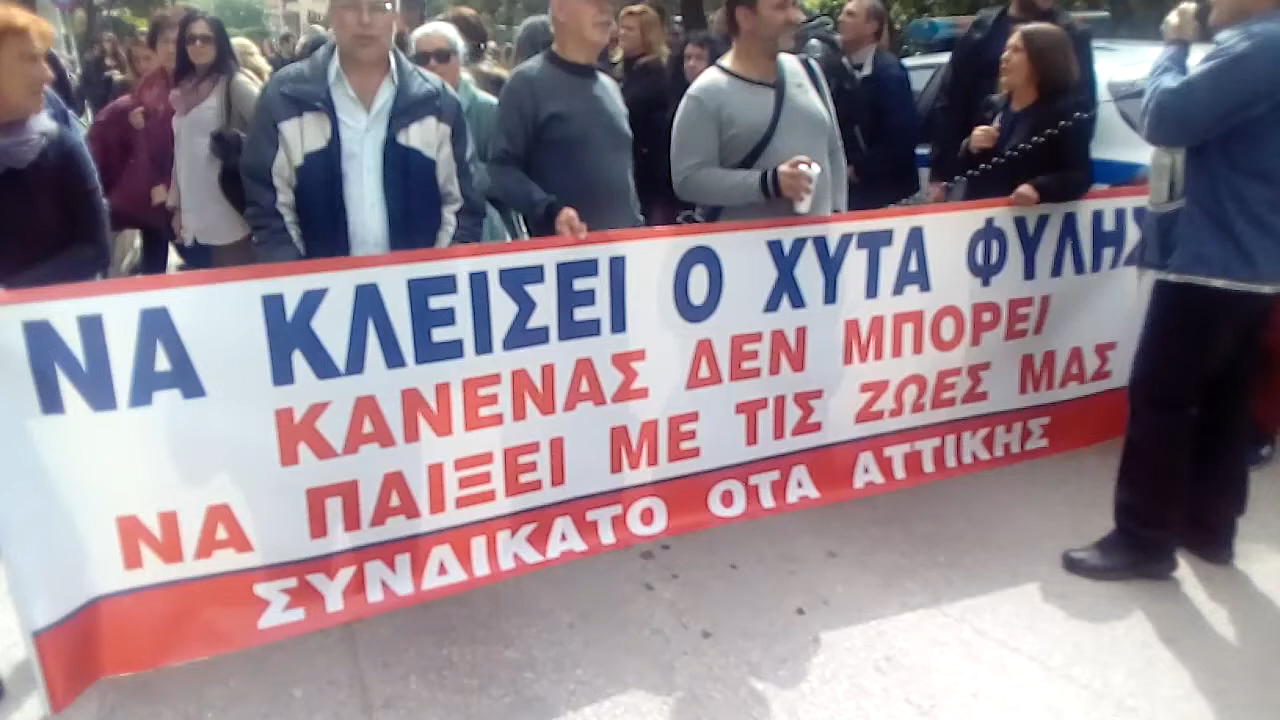 ΝΑ ΚΛΕΙΣΕΙ Ο ΧΥΤΑ ΦΥΛΗΣ
ΚΑΝΕΝΑΣ ΔΕΝ ΜΠΟΡΕΙ
ΝΑ ΠΑΙΞΕΙ ΜΕ ΤΙΣ ΖΩΕΣ ΜΑΣ
ΣΥΝΔΙΚΑΤΟ ΟΤΑ ΑΤΤΙΚΗΣ